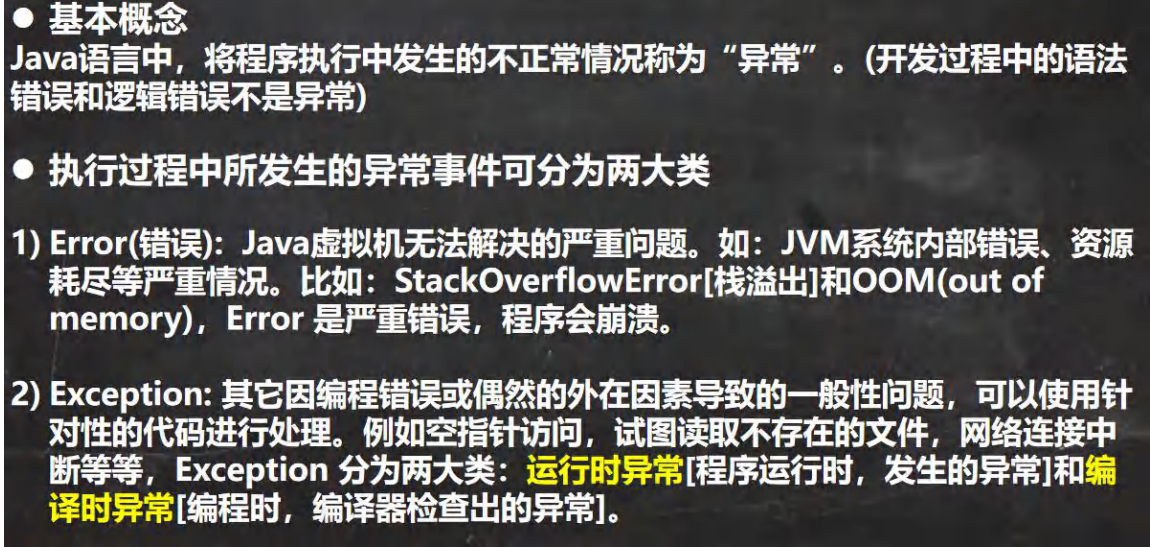 ● 基本概念
Java语言中，将程序执行中发生的不正常情况称为“异常”。(开发过程中的语法
错误和逻辑错误不是异常)
● 执行过程中所发生的异常事件可分为两大类
1) Error(错误)：Java虚拟机无法解决的严重问题。如：JVM系统内部错误、资源
耗尽等严重情况。比如：StackOverflowError[栈溢出]和OOM(out of
memory)，Error 是严重错误，程序会崩溃。
2) Exception: 其它因编程错误或偶然的外在因素导致的一般性问题，可以使用针
对性的代码进行处理。例如空指针访问，试图读取不存在的文件，网络连接中
断等等，Exception 分为两大类：运行时异常[程序运行时，发生的异常]和编
译时异常[编程时，编译器检查出的异常]。